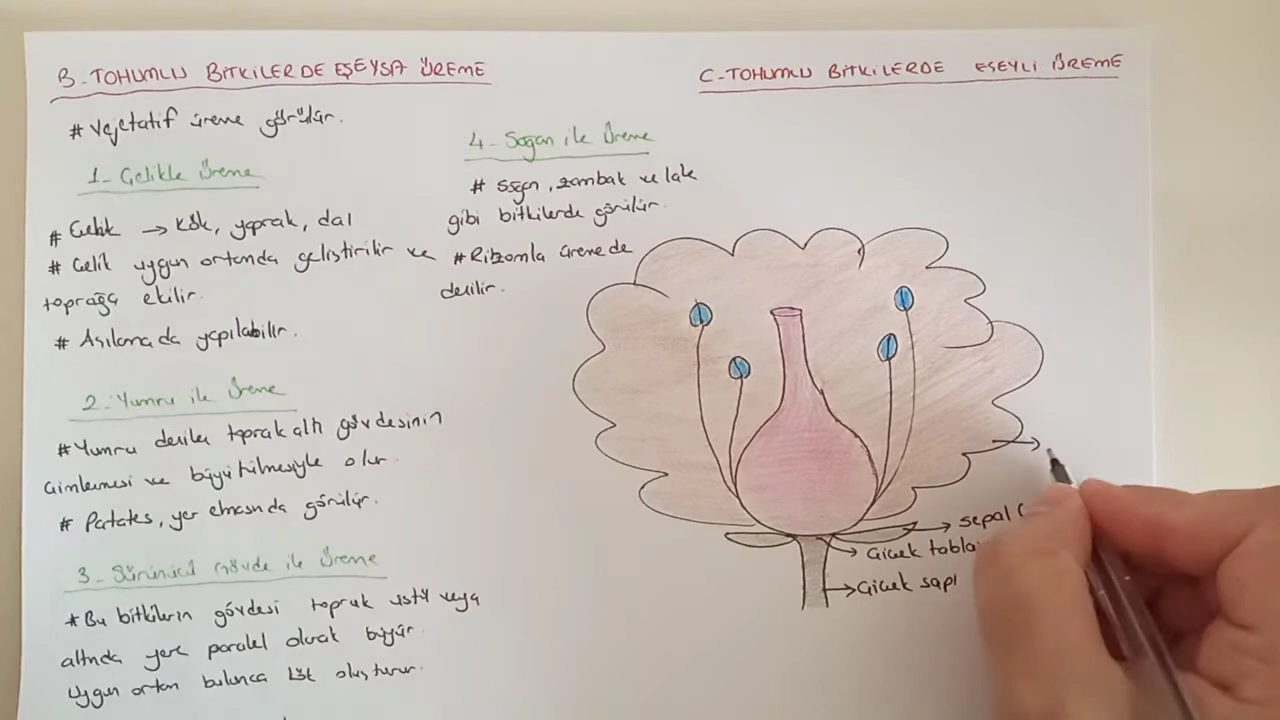 B-TOHUMLU BİTKİLERDE EŞEYSİZ ÜREME
# Vejetatif üreme görülür.
1- Çelikle Üreme
# Çelik → kök, yaprak, dal
# Çelik uygun ortamda geliştirilir ve
toprağa ekilir.
# Aşılama da yapılabilir.
2- Yumru ile Üreme
# Yumru denilen toprak altı gövdesinin
çimlenmesi ve büyütülmesiyle olur.
# Patates, yer elmasında görülür.
3- Sürünücü gövde ile Üreme
* Bu bitkilerin gövdesi toprak üstü veya
altında yere paralel olarak büyür.
Uygun ortam bulunca kök oluşturur.
4- Soğan ile Üreme
# Soğan, zambak ve lale
gibi bitkilerde görülür.
# Rizomla üreme de
denilir.
C-TOHUMLU BİTKİLERDE EŞEYLİ ÜREME
→ sepal (
→ Çiçek tabla
→ Çiçek sapı